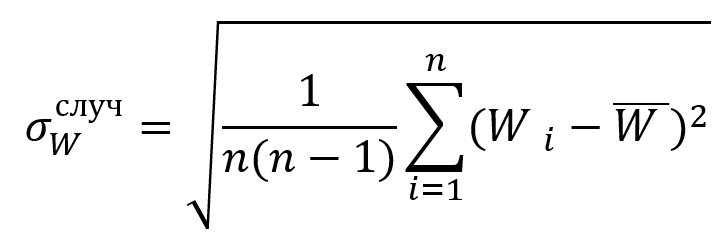 σ_W^случ = √(1/(n(n − 1)) ∑_{i=1}^{n} (W_i − W̅)²)